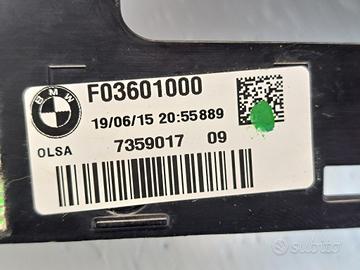 BMW
F03601000
19/06/15 20:55889
OLSA
7359017 09
subito